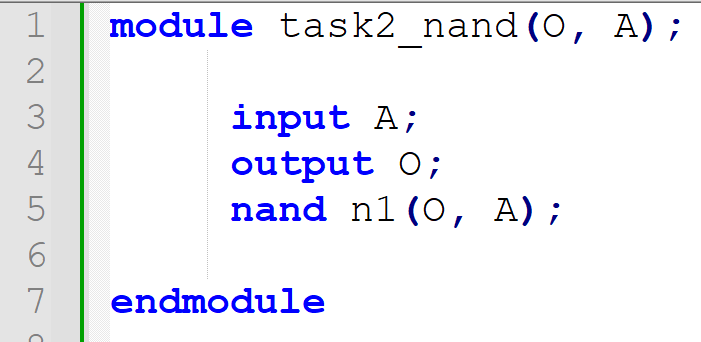 1 module task2_nand(O, A);
2
3 input A;
4 output O;
5 nand n1(O, A);
6
7 endmodule